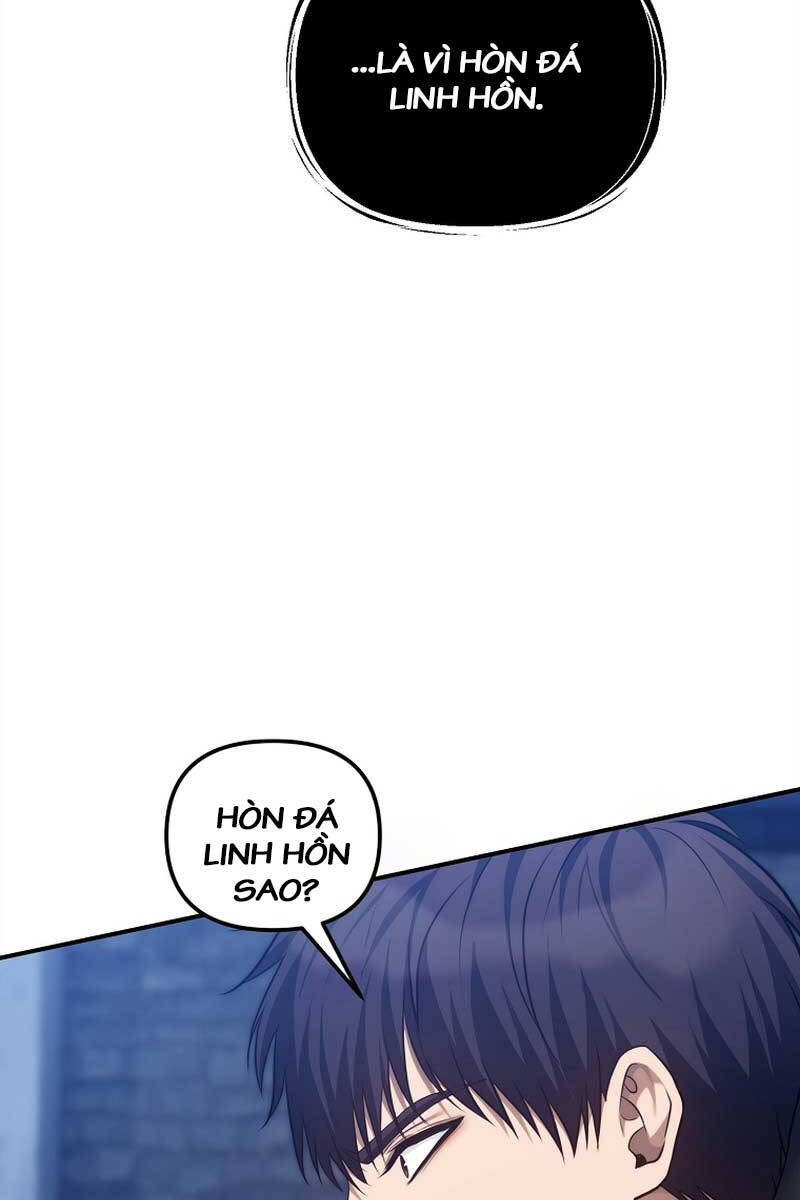 ...LÀ VÌ HÒN ĐÁ
LINH HỒN.
HÒN ĐÁ
LINH HỒN
SAO?